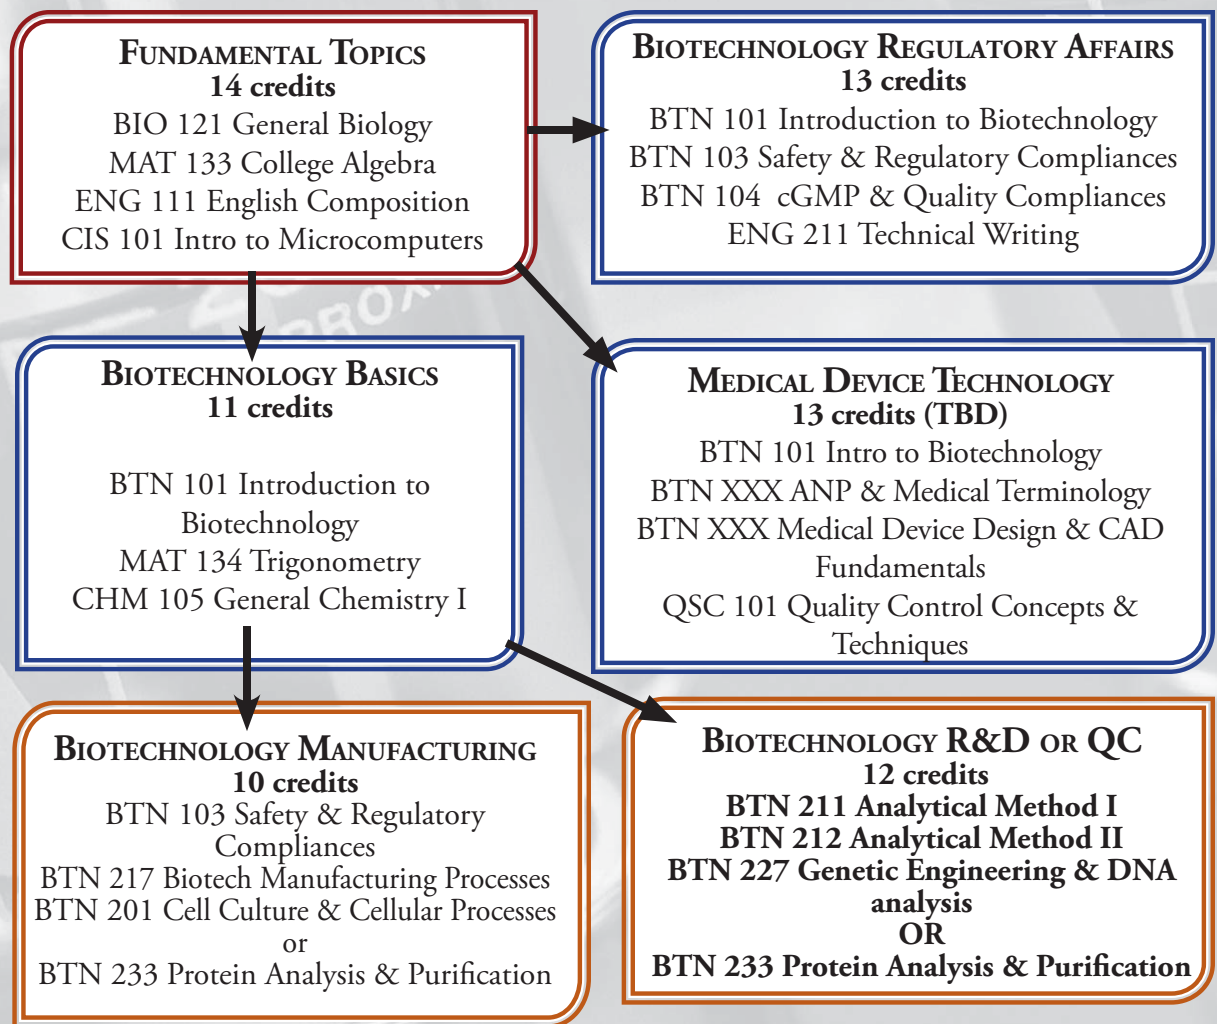 Fundamental Topics
14 credits
BIO 121 General Biology
MAT 133 College Algebra
ENG 111 English Composition
CIS 101 Intro to Microcomputers
Biotechnology Regulatory Affairs
13 credits
BTN 101 Introduction to Biotechnology
BTN 103 Safety & Regulatory Compliances
BTN 104 cGMP & Quality Compliances
ENG 211 Technical Writing
Biotechnology Basics
11 credits
BTN 101 Introduction to
Biotechnology
MAT 134 Trigonometry
CHM 105 General Chemistry I
Medical Device Technology
13 credits (TBD)
BTN 101 Intro to Biotechnology
BTN XXX ANP & Medical Terminology
BTN XXX Medical Device Design & CAD
Fundamentals
QSC 101 Quality Control Concepts &
Techniques
Biotechnology Manufacturing
10 credits
BTN 103 Safety & Regulatory
Compliances
BTN 217 Biotech Manufacturing Processes
BTN 201 Cell Culture & Cellular Processes
or
BTN 233 Protein Analysis & Purification
Biotechnology R&D or QC
12 credits
BTN 211 Analytical Method I
BTN 212 Analytical Method II
BTN 227 Genetic Engineering & DNA
analysis
OR
BTN 233 Protein Analysis & Purification